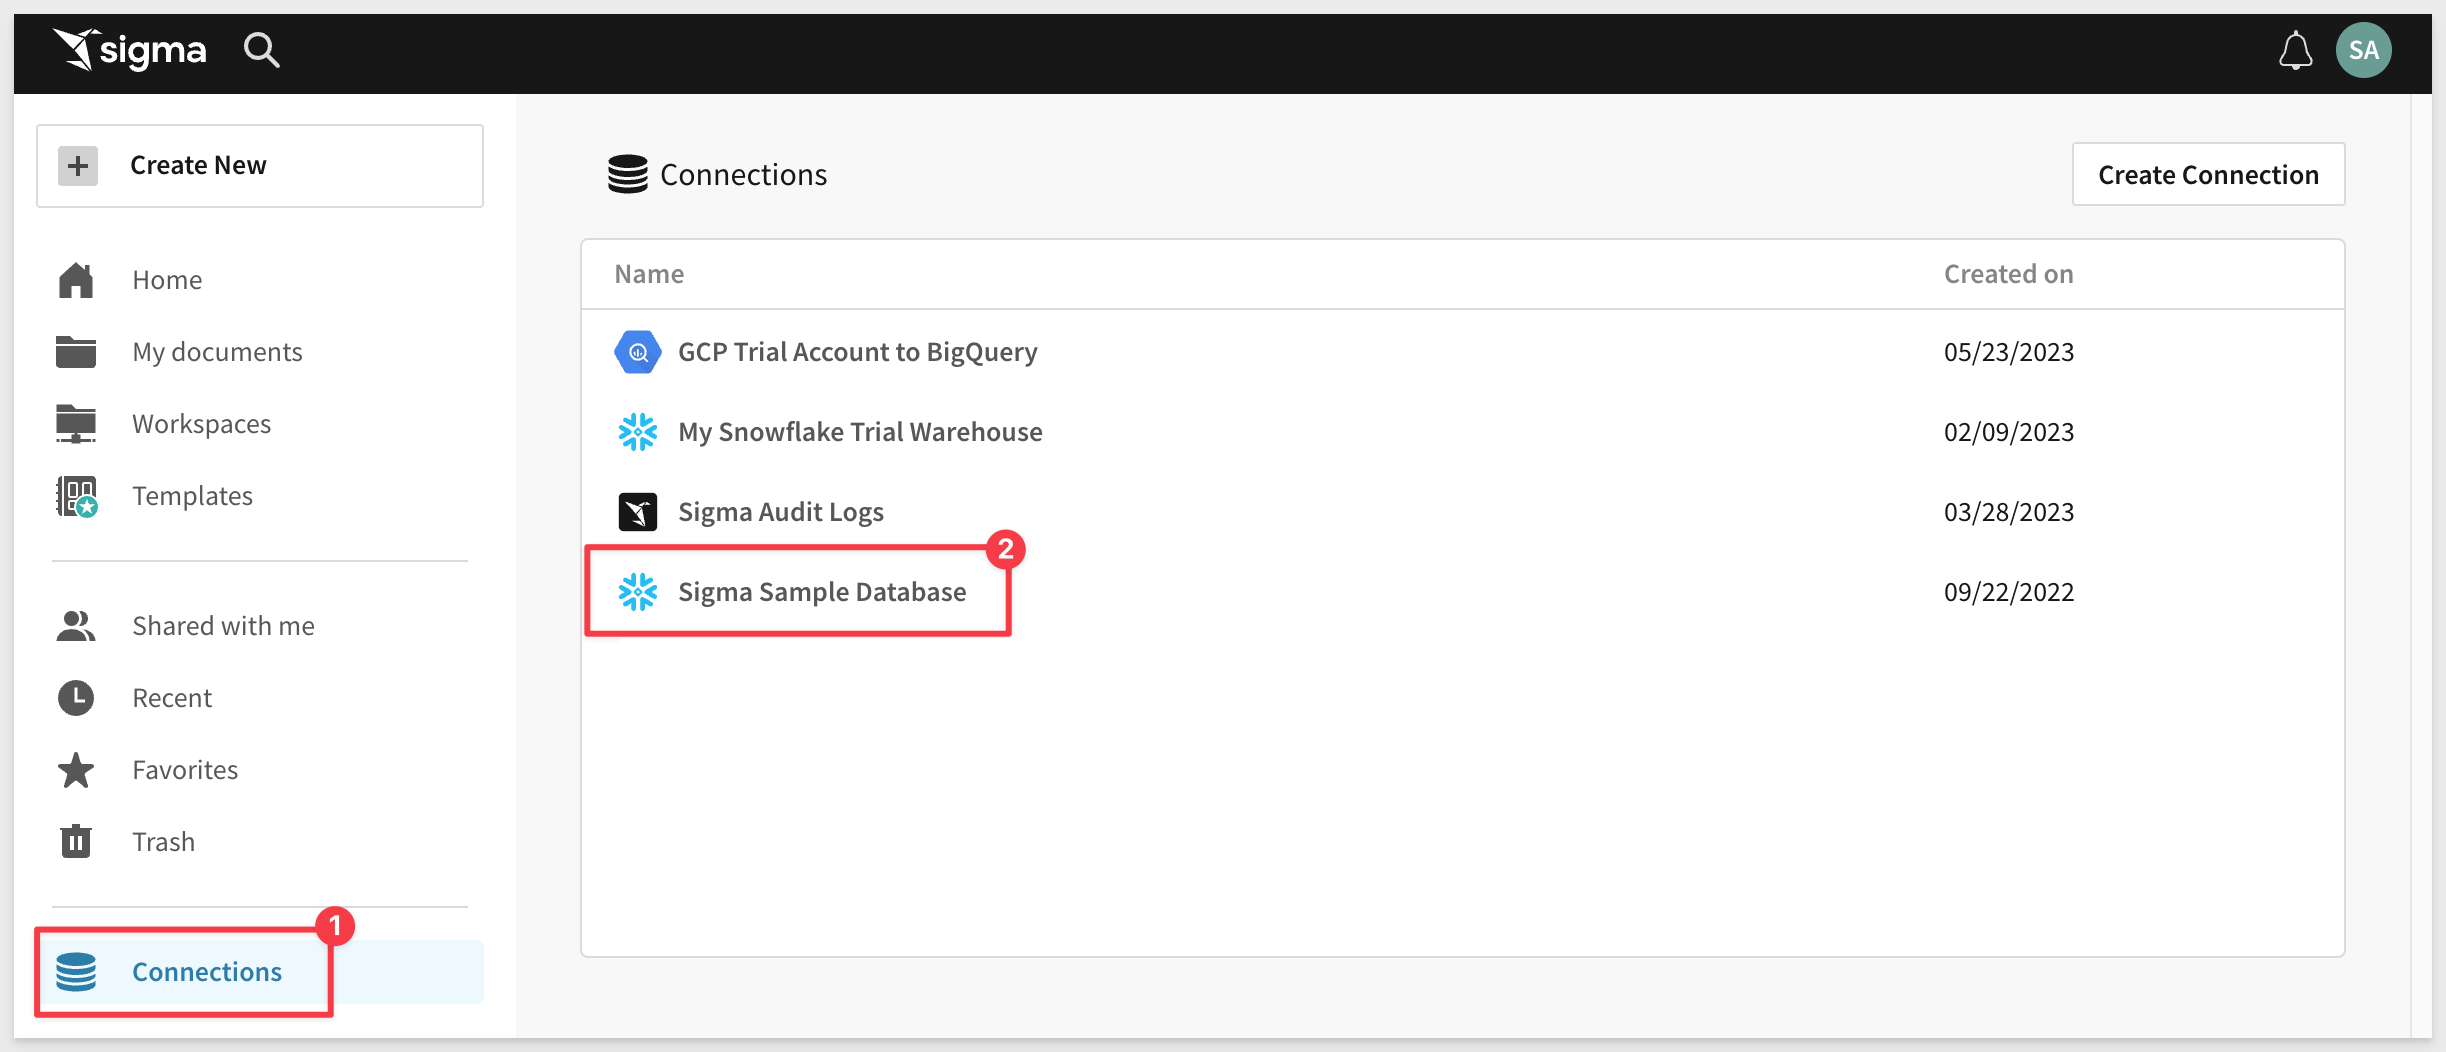 sigma
SA
Create New
Home
My documents
Workspaces
Templates
Shared with me
Recent
Favorites
Trash
1
Connections
Connections
Create Connection
Name Created on
GCP Trial Account to BigQuery 05/23/2023
My Snowflake Trial Warehouse 02/09/2023
Sigma Audit Logs 03/28/2023
2
Sigma Sample Database 09/22/2022